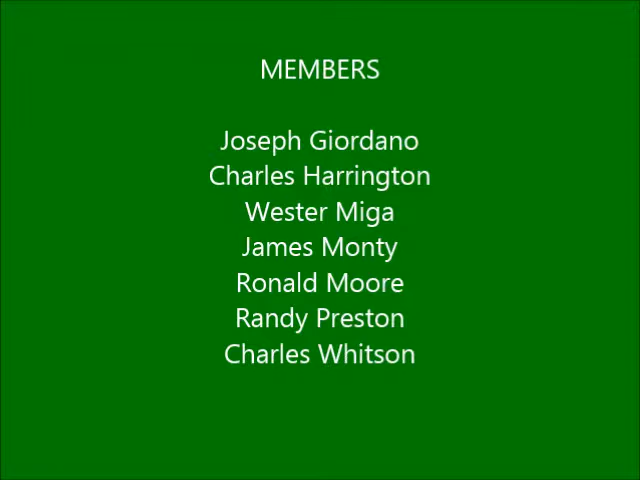 MEMBERS
Joseph Giordano
Charles Harrington
Wester Miga
James Monty
Ronald Moore
Randy Preston
Charles Whitson